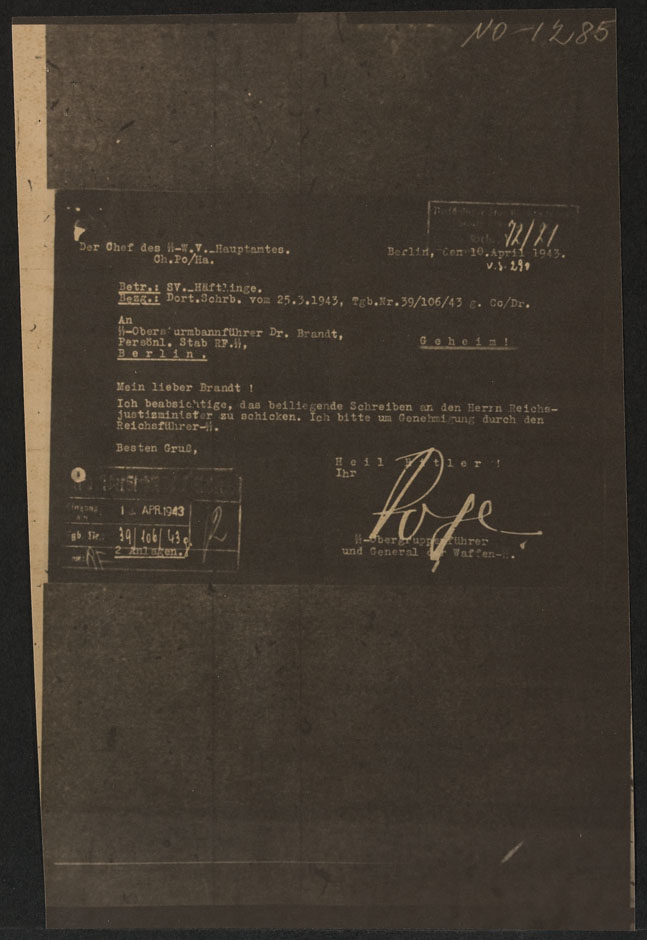 NO-1285
72/21
Der Chef des SS-W.V.-Hauptamtes.
Ch.Po/Ha.
Berlin, den 10.April 1943.
Betr.: SV.-Häftlinge.
Bezg.: Dort.Schrb. vom 25.3.1943, Tgb.Nr.39/106/43 g. Co/Dr.
An
SS-Obersturmbannführer Dr. Brandt,
Persönl. Stab RF.SS,
Berlin.
Geheim!
Mein lieber Brandt !
Ich beabsichtige, das beiliegende Schreiben an den Herrn Reichs-
justizminister zu schicken. Ich bitte um Genehmigung durch den
Reichsführer-SS.
Besten Gruß,
Heil Hitler !
Ihr
APR.1943
39/106/43 g
2 Anlagen.
SS-Obergruppenführer
und General der Waffen-SS.